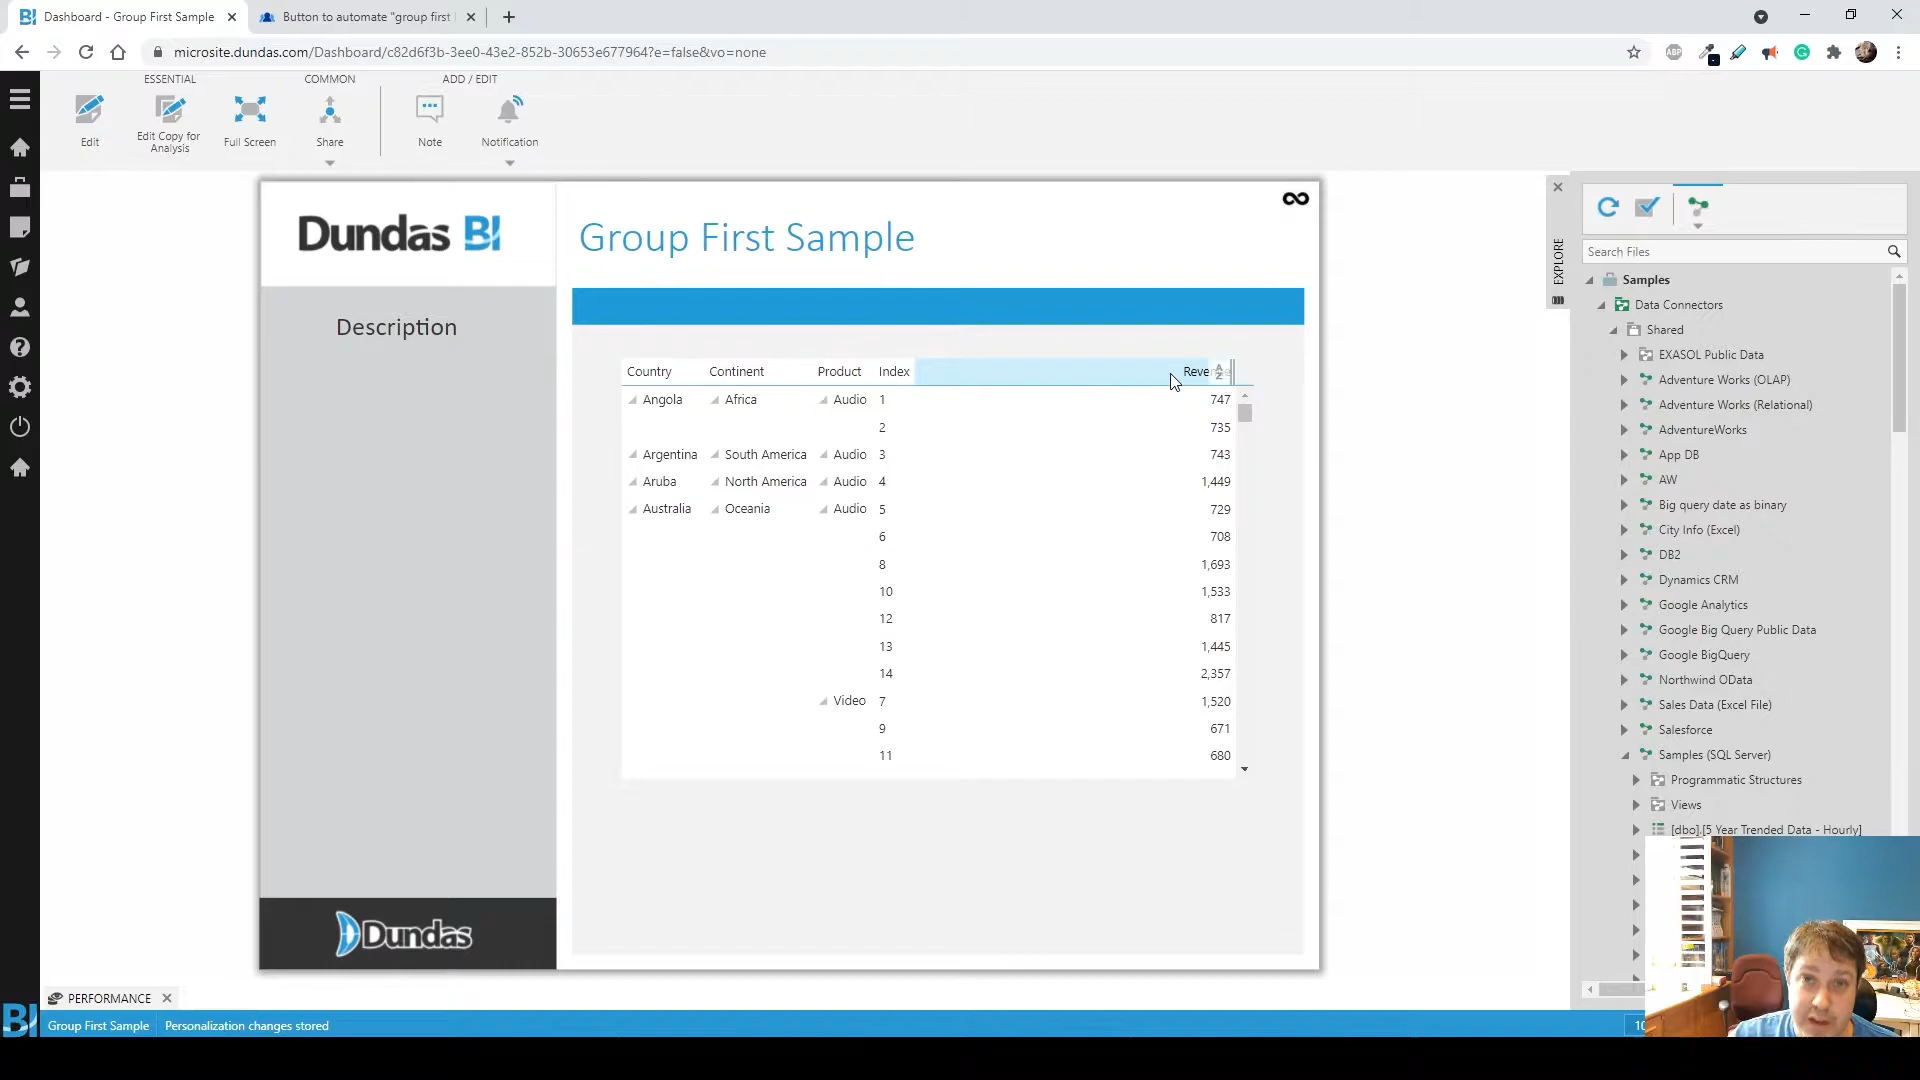 Dashboard - Group First Sample
Button to automate "group first
microsite.dundas.com/Dashboard/c82d6f3b-3ee0-43e2-852b-30653e677964?e=false&vo=none
ESSENTIAL
COMMON
ADD / EDIT
Edit
Edit Copy for Analysis
Full Screen
Share
Note
Notification
Dundas BI
Group First Sample
Description
Country Continent Product Index Reve
Angola Africa Audio 1 747
2 735
Argentina South America Audio 3 743
Aruba North America Audio 4 1,449
Australia Oceania Audio 5 729
6 708
8 1,693
10 1,533
12 817
13 1,445
14 2,357
Video 7 1,520
9 671
11 680
Dundas
EXPLORE
Search Files
Samples
Data Connectors
Shared
EXASOL Public Data
Adventure Works (OLAP)
Adventure Works (Relational)
AdventureWorks
App DB
AW
Big query date as binary
City Info (Excel)
DB2
Dynamics CRM
Google Analytics
Google Big Query Public Data
Google BigQuery
Northwind OData
Sales Data (Excel File)
Salesforce
Samples (SQL Server)
Programmatic Structures
Views
[dbo].[5 Year Trended Data - Hourly]
PERFORMANCE
BI
Group First Sample
Personalization changes stored
10